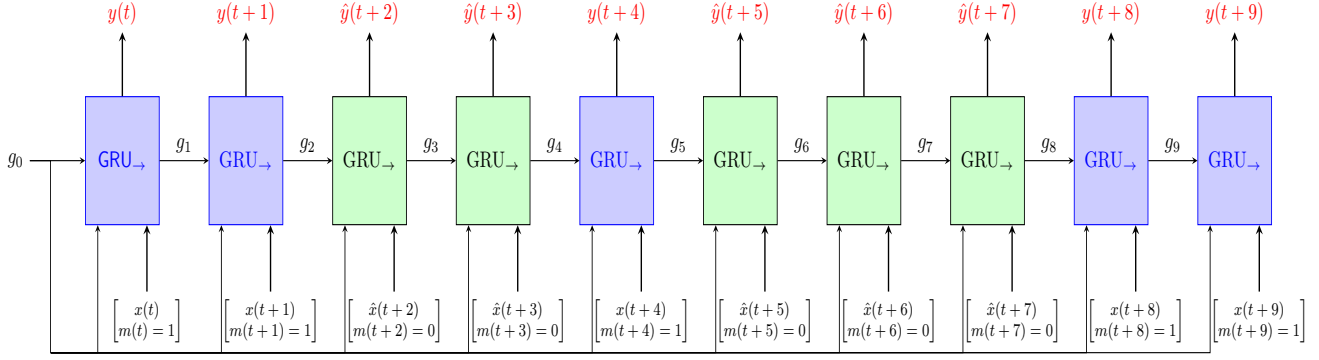 y(t) y(t+1) ŷ(t+2) ŷ(t+3) y(t+4) ŷ(t+5) ŷ(t+6) ŷ(t+7) y(t+8) y(t+9)
g₀ GRU→ g₁ GRU→ g₂ GRU→ g₃ GRU→ g₄ GRU→ g₅ GRU→ g₆ GRU→ g₇ GRU→ g₈ GRU→ g₉ GRU→
x(t) x(t+1) x̂(t+2) x̂(t+3) x(t+4) x̂(t+5) x̂(t+6) x̂(t+7) x(t+8) x(t+9)
m(t)=1 m(t+1)=1 m(t+2)=0 m(t+3)=0 m(t+4)=1 m(t+5)=0 m(t+6)=0 m(t+7)=0 m(t+8)=1 m(t+9)=1